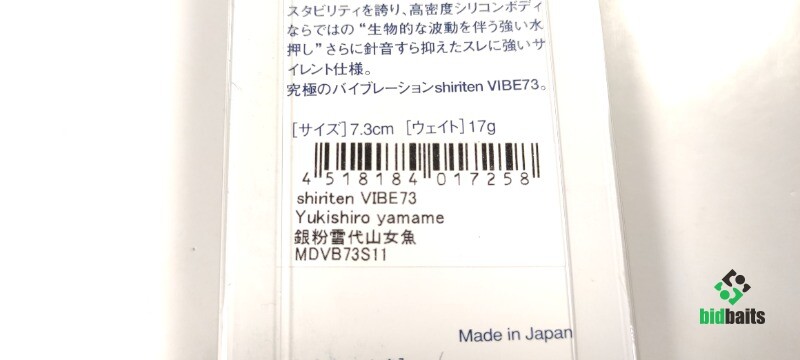 スタビリティを誇り、高密度シリコンボディ
ならではの“生物的な波動を伴う強い水
押し”さらに針音すら抑えたスレに強いサ
イレント仕様。
究極のバイブレーションshiriten VIBE73。
[サイズ]7.3cm [ウェイト]17g
4 518184 017258
shiriten VIBE73
Yukishiro yamame
銀粉雪代山女魚
MDVB73S11
Made in Japan
bidbaits